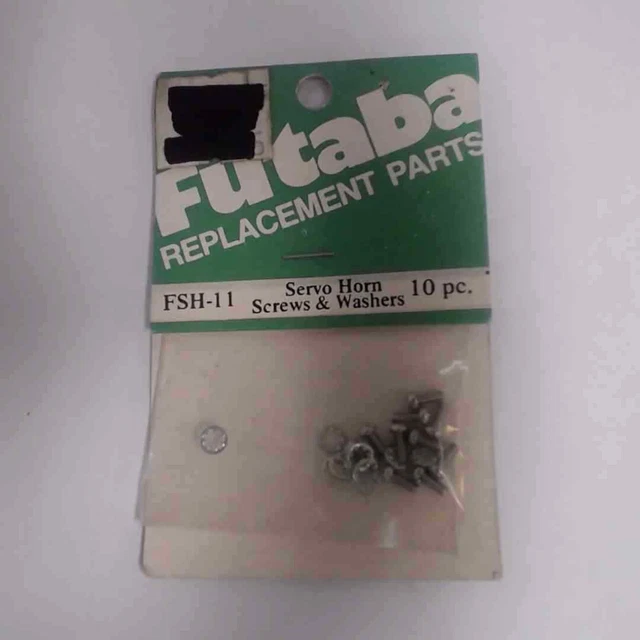 Futaba
REPLACEMENT PARTS
FSH-11 Servo Horn Screws & Washers 10 pc.